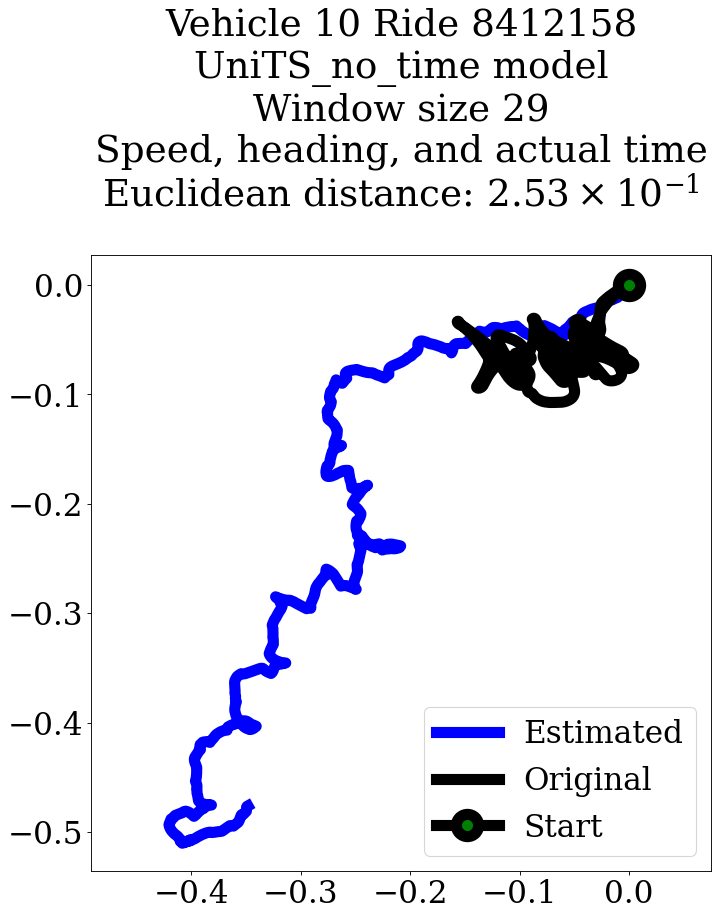 Vehicle 10 Ride 8412158
UniTS_no_time model
Window size 29
Speed, heading, and actual time
Euclidean distance: 2.53 × 10⁻¹
0.0
−0.1
−0.2
−0.3
−0.4
−0.5
Estimated
Original
Start
−0.4 −0.3 −0.2 −0.1 0.0